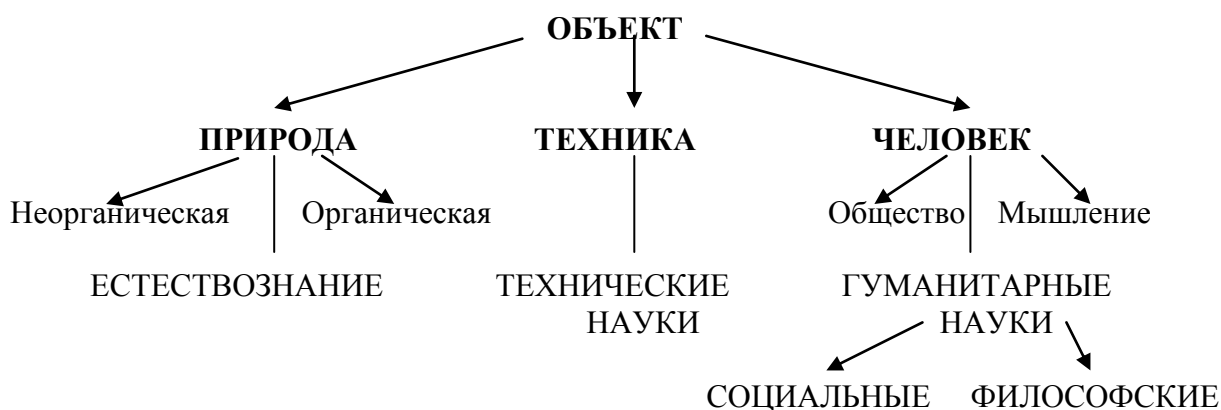 ОБЪЕКТ
ПРИРОДА ТЕХНИКА ЧЕЛОВЕК
Неорганическая Органическая Общество Мышление
ЕСТЕСТВОЗНАНИЕ ТЕХНИЧЕСКИЕ ГУМАНИТАРНЫЕ
НАУКИ НАУКИ
СОЦИАЛЬНЫЕ ФИЛОСОФСКИЕ